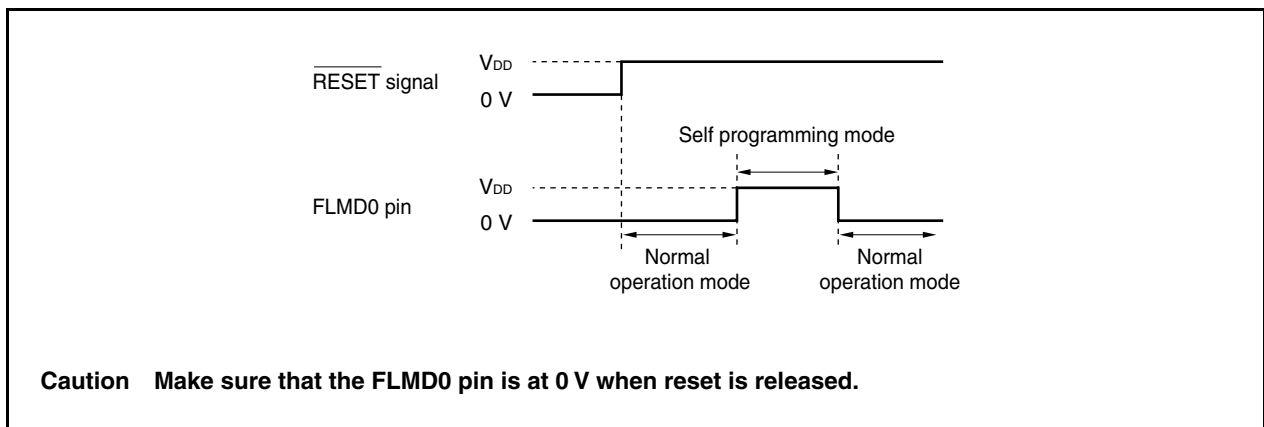 RESET signal
VDD
0 V
Self programming mode
FLMD0 pin
VDD
0 V
Normal
operation mode
Normal
operation mode
Caution Make sure that the FLMD0 pin is at 0 V when reset is released.